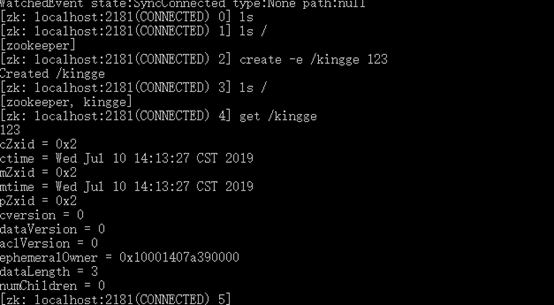 WatchedEvent state:SyncConnected type:None path:null
[zk: localhost:2181(CONNECTED) 0] ls
[zk: localhost:2181(CONNECTED) 1] ls /
[zookeeper]
[zk: localhost:2181(CONNECTED) 2] create -e /kingge 123
Created /kingge
[zk: localhost:2181(CONNECTED) 3] ls /
[zookeeper, kingge]
[zk: localhost:2181(CONNECTED) 4] get /kingge
123
cZxid = 0x2
ctime = Wed Jul 10 14:13:27 CST 2019
mZxid = 0x2
mtime = Wed Jul 10 14:13:27 CST 2019
pZxid = 0x2
cversion = 0
dataVersion = 0
aclVersion = 0
ephemeralOwner = 0x10001407a390000
dataLength = 3
numChildren = 0
[zk: localhost:2181(CONNECTED) 5]